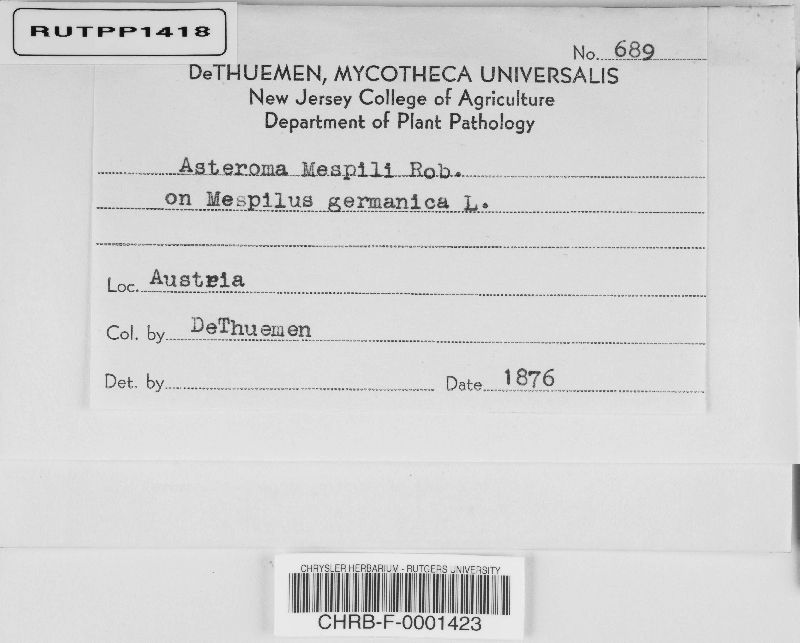 RUTPP1418
No. 689
DeTHUEMEN, MYCOTHECA UNIVERSALIS
New Jersey College of Agriculture
Department of Plant Pathology
Asteroma Mespili Rob.
on Mespilus germanica L.
Loc. Austria
Col. by DeThuemen
Det. by Date 1876
CHRYSLER HERBARIUM - RUTGERS UNIVERSITY
CHRB-F-0001423